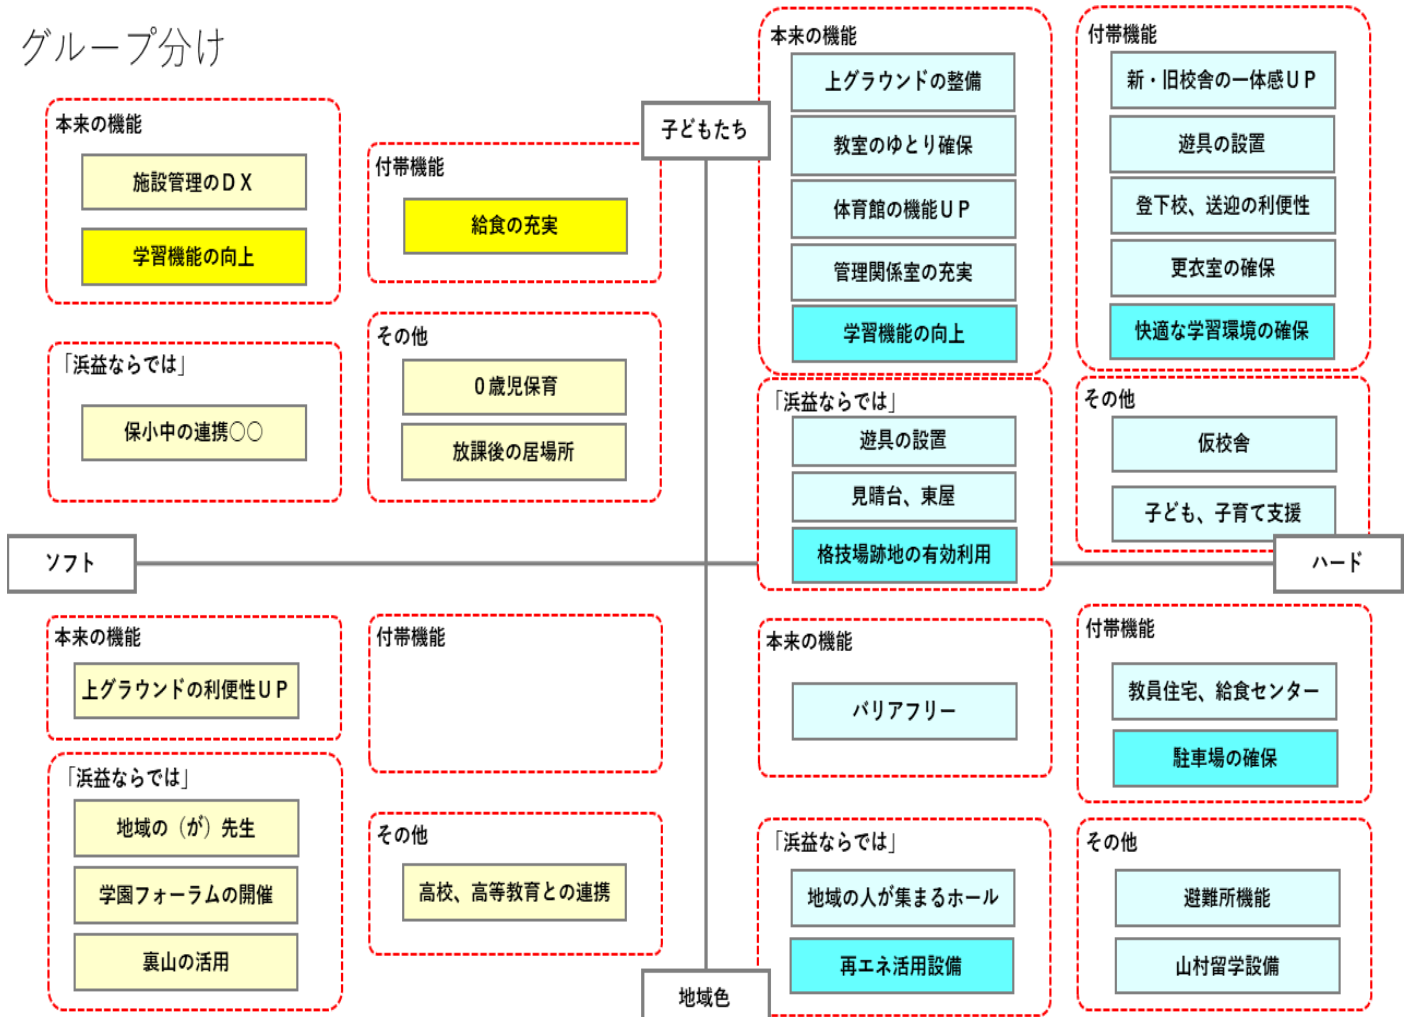 グループ分け
子どもたち
ソフト
ハード
地域色
本来の機能
施設管理のＤＸ
学習機能の向上
付帯機能
給食の充実
「浜益ならでは」
保小中の連携○○
その他
０歳児保育
放課後の居場所
本来の機能
上グラウンドの整備
教室のゆとり確保
体育館の機能ＵＰ
管理関係室の充実
学習機能の向上
付帯機能
新・旧校舎の一体感ＵＰ
遊具の設置
登下校、送迎の利便性
更衣室の確保
快適な学習環境の確保
「浜益ならでは」
遊具の設置
見晴台、東屋
格技場跡地の有効利用
その他
仮校舎
子ども、子育て支援
本来の機能
上グラウンドの利便性ＵＰ
付帯機能
「浜益ならでは」
地域の（が）先生
学園フォーラムの開催
裏山の活用
その他
高校、高等教育との連携
本来の機能
バリアフリー
付帯機能
教員住宅、給食センター
駐車場の確保
「浜益ならでは」
地域の人が集まるホール
再エネ活用設備
その他
避難所機能
山村留学設備